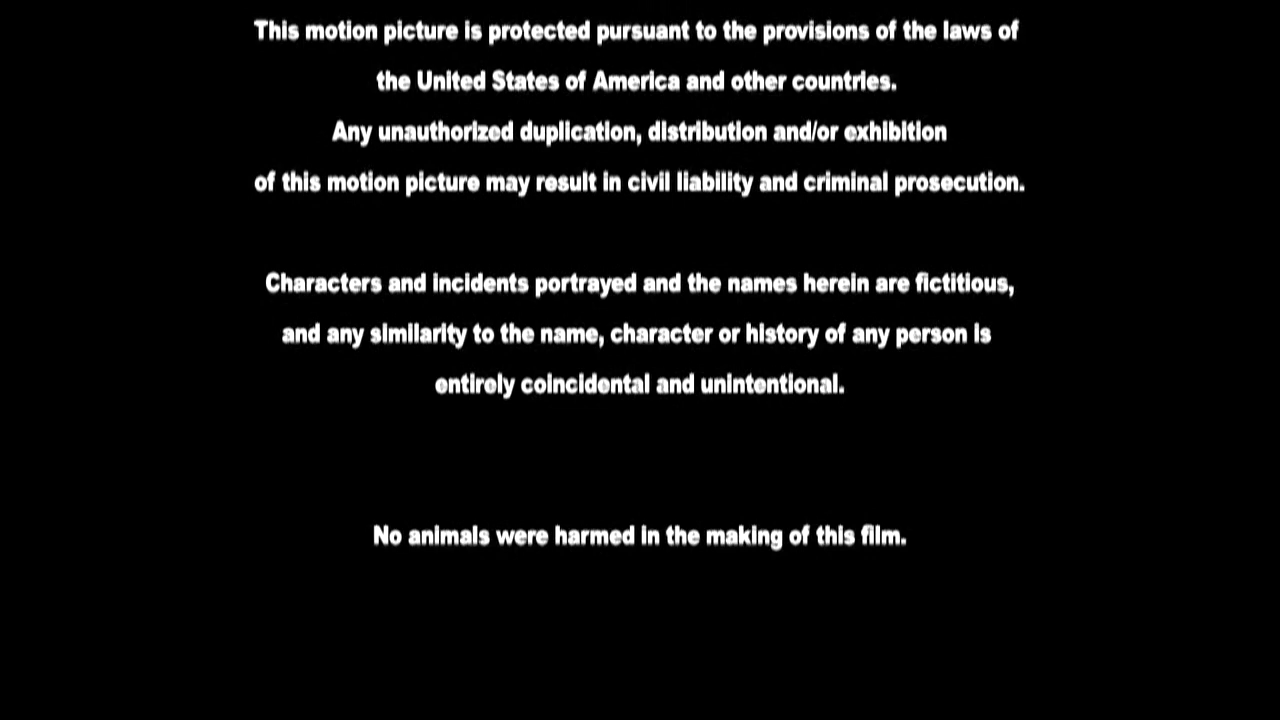 This motion picture is protected pursuant to the provisions of the laws of
the United States of America and other countries.
Any unauthorized duplication, distribution and/or exhibition
of this motion picture may result in civil liability and criminal prosecution.
Characters and incidents portrayed and the names herein are fictitious,
and any similarity to the name, character or history of any person is
entirely coincidental and unintentional.
No animals were harmed in the making of this film.